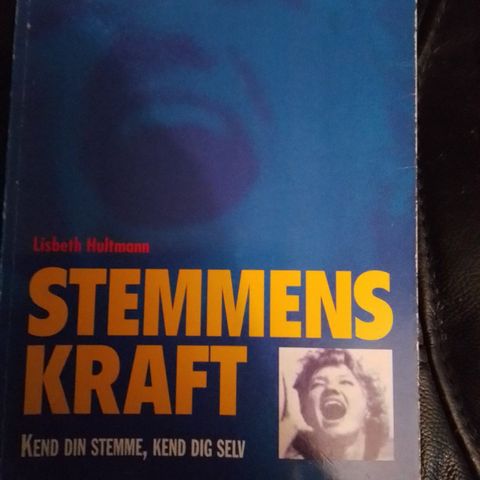 Lisbeth Hultmann
STEMMENS
KRAFT
KEND DIN STEMME, KEND DIG SELV